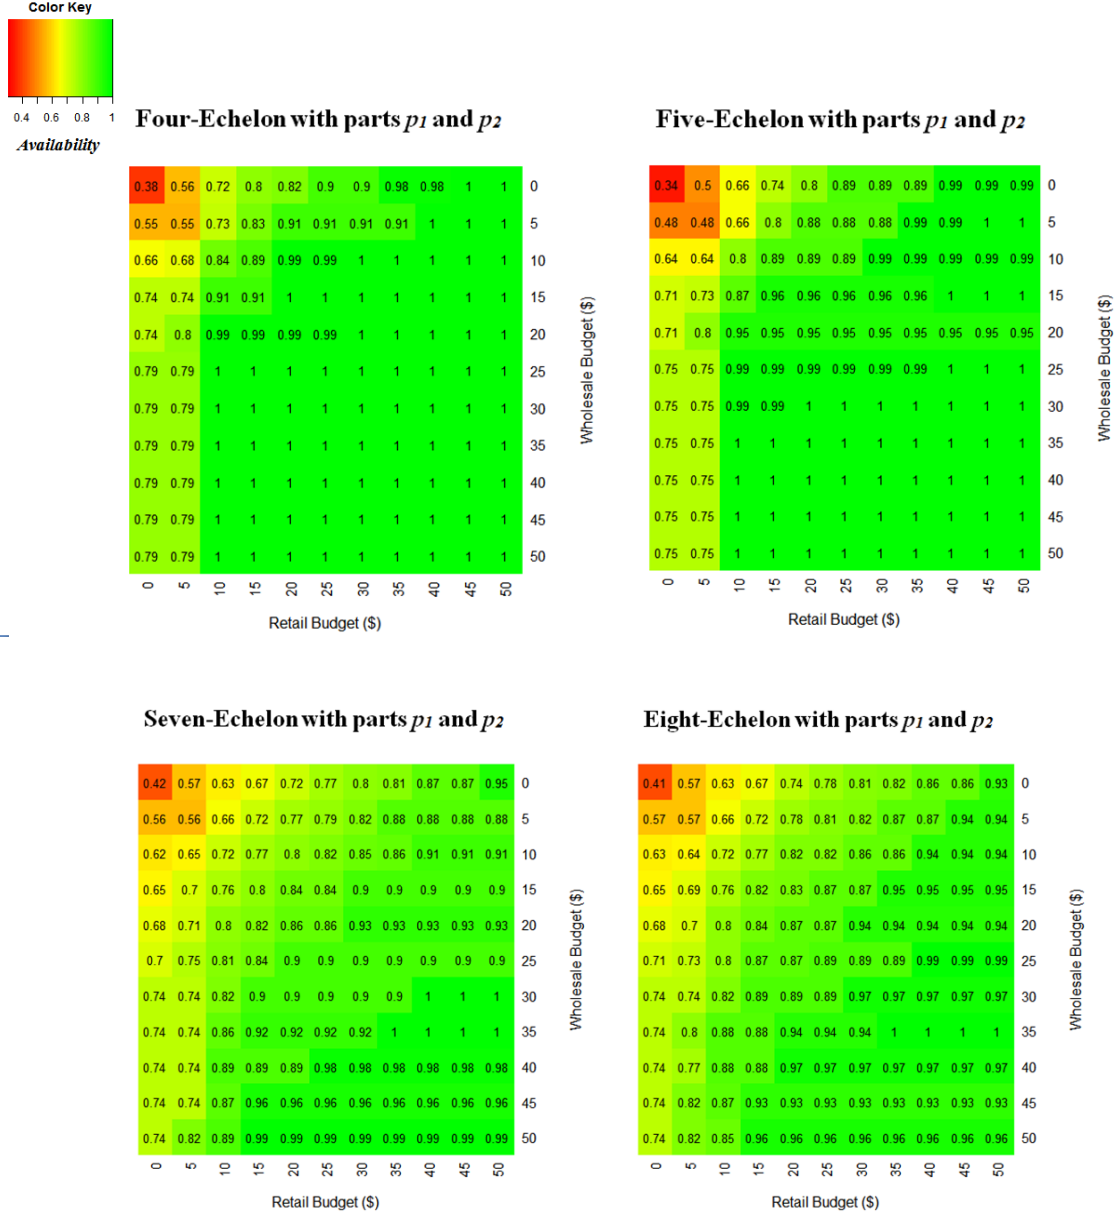 Color Key
0.4 0.6 0.8 1
Availability
Four-Echelon with parts p1 and p2
0.38 0.56 0.72 0.8 0.82 0.9 0.9 0.98 0.98 1 1 0
0.55 0.55 0.73 0.83 0.91 0.91 0.91 0.91 1 1 1 5
0.66 0.68 0.84 0.89 0.99 0.99 1 1 1 1 1 10
0.74 0.74 0.91 0.91 1 1 1 1 1 1 1 15
0.74 0.8 0.99 0.99 0.99 0.99 1 1 1 1 1 20
0.79 0.79 1 1 1 1 1 1 1 1 1 25
0.79 0.79 1 1 1 1 1 1 1 1 1 30
0.79 0.79 1 1 1 1 1 1 1 1 1 35
0.79 0.79 1 1 1 1 1 1 1 1 1 40
0.79 0.79 1 1 1 1 1 1 1 1 1 45
0.79 0.79 1 1 1 1 1 1 1 1 1 50
0 5 10 15 20 25 30 35 40 45 50
Retail Budget ($)
Wholesale Budget ($)
Five-Echelon with parts p1 and p2
0.34 0.5 0.66 0.74 0.8 0.89 0.89 0.89 0.99 0.99 0.99 0
0.48 0.48 0.66 0.8 0.88 0.88 0.88 0.99 0.99 1 1 5
0.64 0.64 0.8 0.89 0.89 0.89 0.99 0.99 0.99 0.99 0.99 10
0.71 0.73 0.87 0.96 0.96 0.96 0.96 0.96 1 1 1 15
0.71 0.8 0.95 0.95 0.95 0.95 0.95 0.95 0.95 0.95 0.95 20
0.75 0.75 0.99 0.99 0.99 0.99 0.99 0.99 1 1 1 25
0.75 0.75 0.99 0.99 1 1 1 1 1 1 1 30
0.75 0.75 1 1 1 1 1 1 1 1 1 35
0.75 0.75 1 1 1 1 1 1 1 1 1 40
0.75 0.75 1 1 1 1 1 1 1 1 1 45
0.75 0.75 1 1 1 1 1 1 1 1 1 50
0 5 10 15 20 25 30 35 40 45 50
Retail Budget ($)
Wholesale Budget ($)
Seven-Echelon with parts p1 and p2
0.42 0.57 0.63 0.67 0.72 0.77 0.8 0.81 0.87 0.87 0.95 0
0.56 0.56 0.66 0.72 0.77 0.79 0.82 0.88 0.88 0.88 0.88 5
0.62 0.65 0.72 0.77 0.8 0.82 0.85 0.86 0.91 0.91 0.91 10
0.65 0.7 0.76 0.8 0.84 0.84 0.9 0.9 0.9 0.9 0.9 15
0.68 0.71 0.8 0.82 0.86 0.86 0.93 0.93 0.93 0.93 0.93 20
0.7 0.75 0.81 0.84 0.9 0.9 0.9 0.9 0.9 0.9 0.9 25
0.74 0.74 0.82 0.9 0.9 0.9 0.9 0.9 1 1 1 30
0.74 0.74 0.86 0.92 0.92 0.92 0.92 1 1 1 1 35
0.74 0.74 0.89 0.89 0.89 0.98 0.98 0.98 0.98 0.98 0.98 40
0.74 0.74 0.87 0.96 0.96 0.96 0.96 0.96 0.96 0.96 0.96 45
0.74 0.82 0.89 0.99 0.99 0.99 0.99 0.99 0.99 0.99 0.99 50
0 5 10 15 20 25 30 35 40 45 50
Retail Budget ($)
Wholesale Budget ($)
Eight-Echelon with parts p1 and p2
0.41 0.57 0.63 0.67 0.74 0.78 0.81 0.82 0.86 0.86 0.93 0
0.57 0.57 0.66 0.72 0.78 0.81 0.82 0.87 0.87 0.94 0.94 5
0.63 0.64 0.72 0.77 0.82 0.82 0.86 0.86 0.94 0.94 0.94 10
0.65 0.69 0.76 0.82 0.83 0.87 0.87 0.95 0.95 0.95 0.95 15
0.68 0.7 0.8 0.84 0.87 0.87 0.94 0.94 0.94 0.94 0.94 20
0.71 0.73 0.8 0.87 0.87 0.89 0.89 0.89 0.99 0.99 0.99 25
0.74 0.74 0.82 0.89 0.89 0.89 0.97 0.97 0.97 0.97 0.97 30
0.74 0.8 0.88 0.88 0.94 0.94 0.94 1 1 1 1 35
0.74 0.77 0.88 0.88 0.97 0.97 0.97 0.97 0.97 0.97 0.97 40
0.74 0.82 0.87 0.93 0.93 0.93 0.93 0.93 0.93 0.93 0.93 45
0.74 0.82 0.85 0.96 0.96 0.96 0.96 0.96 0.96 0.96 0.96 50
0 5 10 15 20 25 30 35 40 45 50
Retail Budget ($)
Wholesale Budget ($)